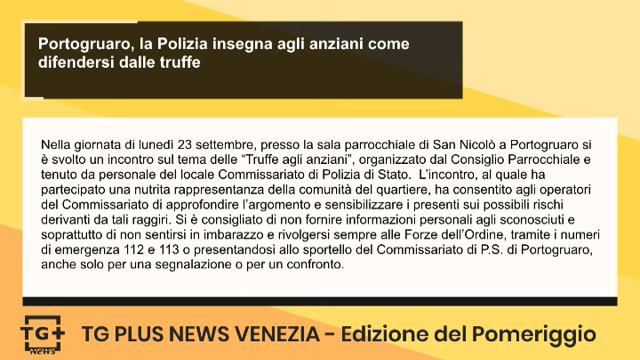 Portogruaro, la Polizia insegna agli anziani come
difendersi dalle truffe
Nella giornata di lunedì 23 settembre, presso la sala parrocchiale di San Nicolò a Portogruaro si
è svolto un incontro sul tema delle “Truffe agli anziani”, organizzato dal Consiglio Parrocchiale e
tenuto da personale del locale Commissariato di Polizia di Stato.  L’incontro, al quale ha
partecipato una nutrita rappresentanza della comunità del quartiere, ha consentito agli operatori
del Commissariato di approfondire l’argomento e sensibilizzare i presenti sui possibili rischi
derivanti da tali raggiri. Si è consigliato di non fornire informazioni personali agli sconosciuti e
soprattutto di non sentirsi in imbarazzo e rivolgersi sempre alle Forze dell’Ordine, tramite i numeri
di emergenza 112 e 113 o presentandosi allo sportello del Commissariato di P.S. di Portogruaro,
anche solo per una segnalazione o per un confronto.
TG+
NEWS
TG PLUS NEWS VENEZIA - Edizione del Pomeriggio